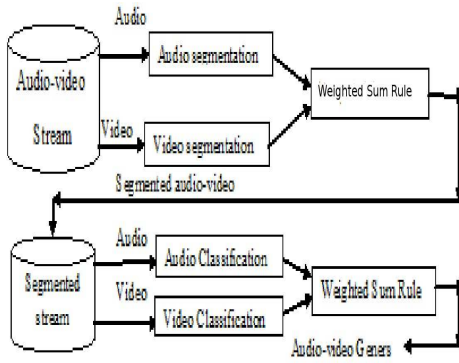 Audio
Audio segmentation
Audio-video
Stream
Weighted Sum Rule
Video
Video segmentation
Segmented audio-video
Audio
Audio Classification
Segmented
stream
Weighted Sum Rule
Video
Video Classification
Audio-video Geners